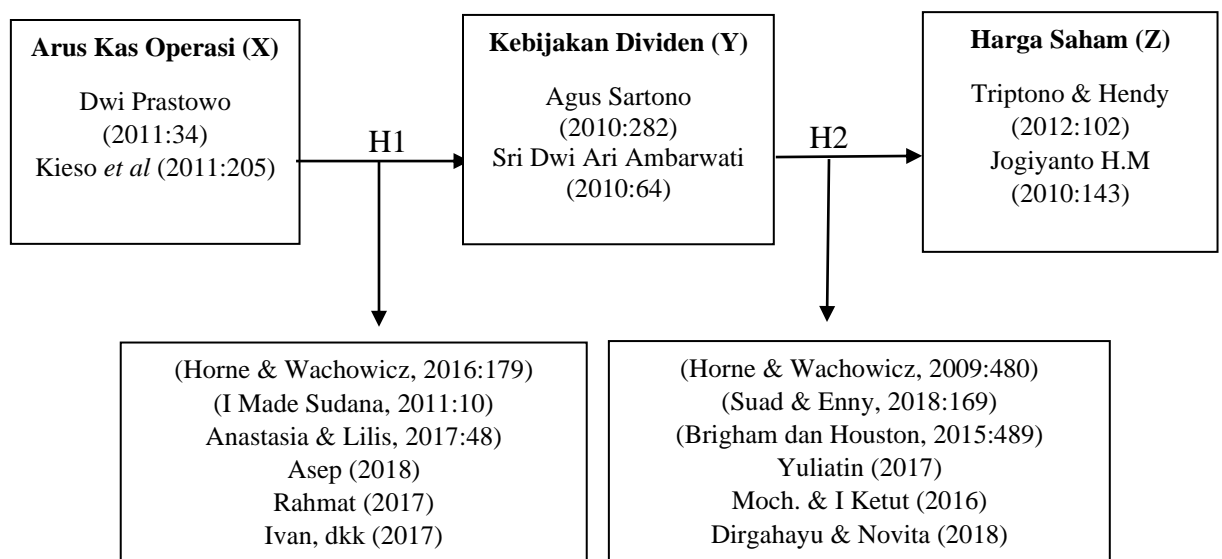 Arus Kas Operasi (X)
Dwi Prastowo
(2011:34)
Kieso et al (2011:205)
H1
Kebijakan Dividen (Y)
Agus Sartono
(2010:282)
Sri Dwi Ari Ambarwati
(2010:64)
H2
Harga Saham (Z)
Triptono & Hendy
(2012:102)
Jogiyanto H.M
(2010:143)
(Horne & Wachowicz, 2016:179)
(I Made Sudana, 2011:10)
Anastasia & Lilis, 2017:48)
Asep (2018)
Rahmat (2017)
Ivan, dkk (2017)
(Horne & Wachowicz, 2009:480)
(Suad & Enny, 2018:169)
(Brigham dan Houston, 2015:489)
Yuliatin (2017)
Moch. & I Ketut (2016)
Dirgahayu & Novita (2018)